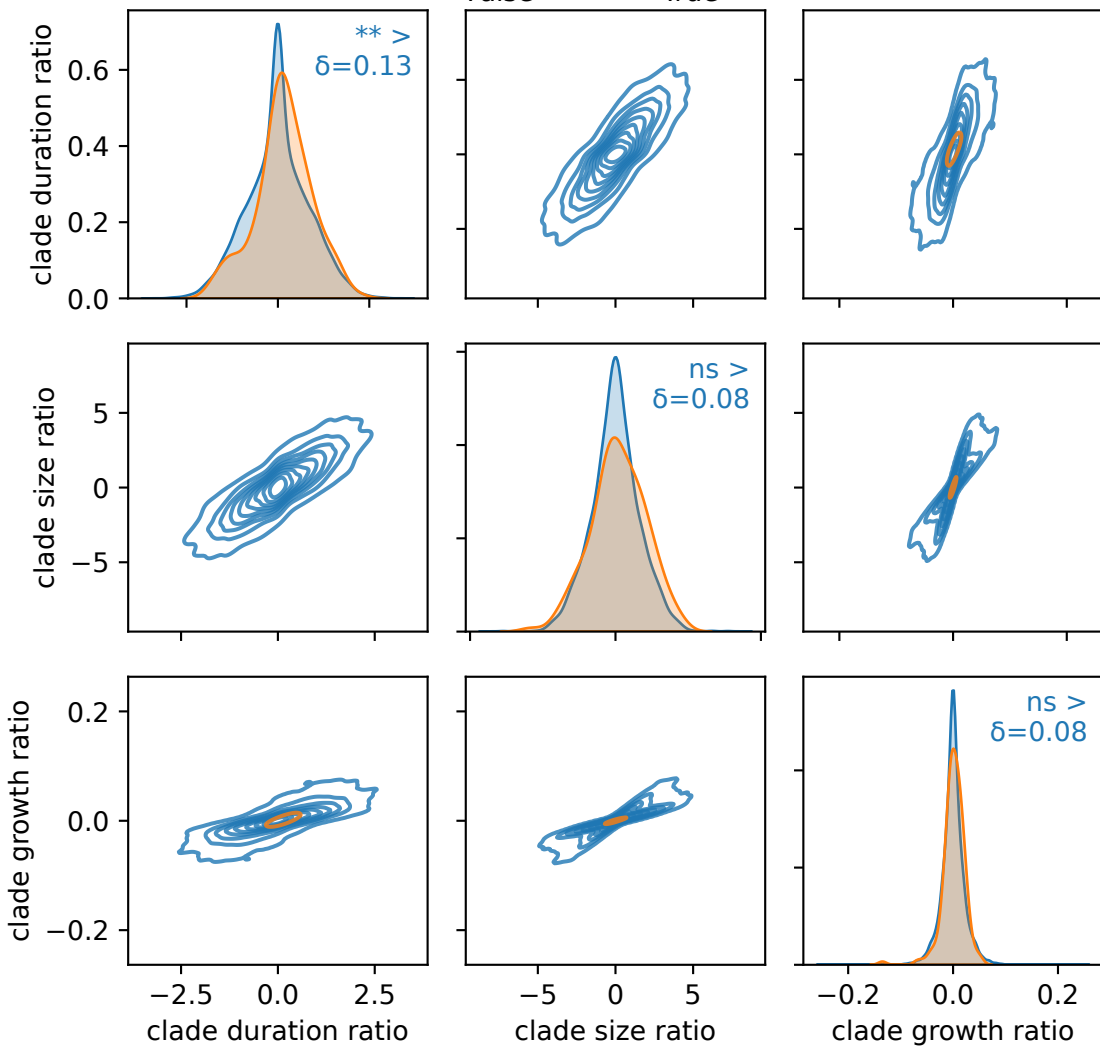 ** >
δ=0.13
clade duration ratio
0.6
0.4
0.2
0.0
ns >
δ=0.08
clade size ratio
5
0
−5
ns >
δ=0.08
clade growth ratio
0.2
0.0
−0.2
−2.5 0.0 2.5 −5 0 5 −0.2 0.0 0.2
clade duration ratio clade size ratio clade growth ratio